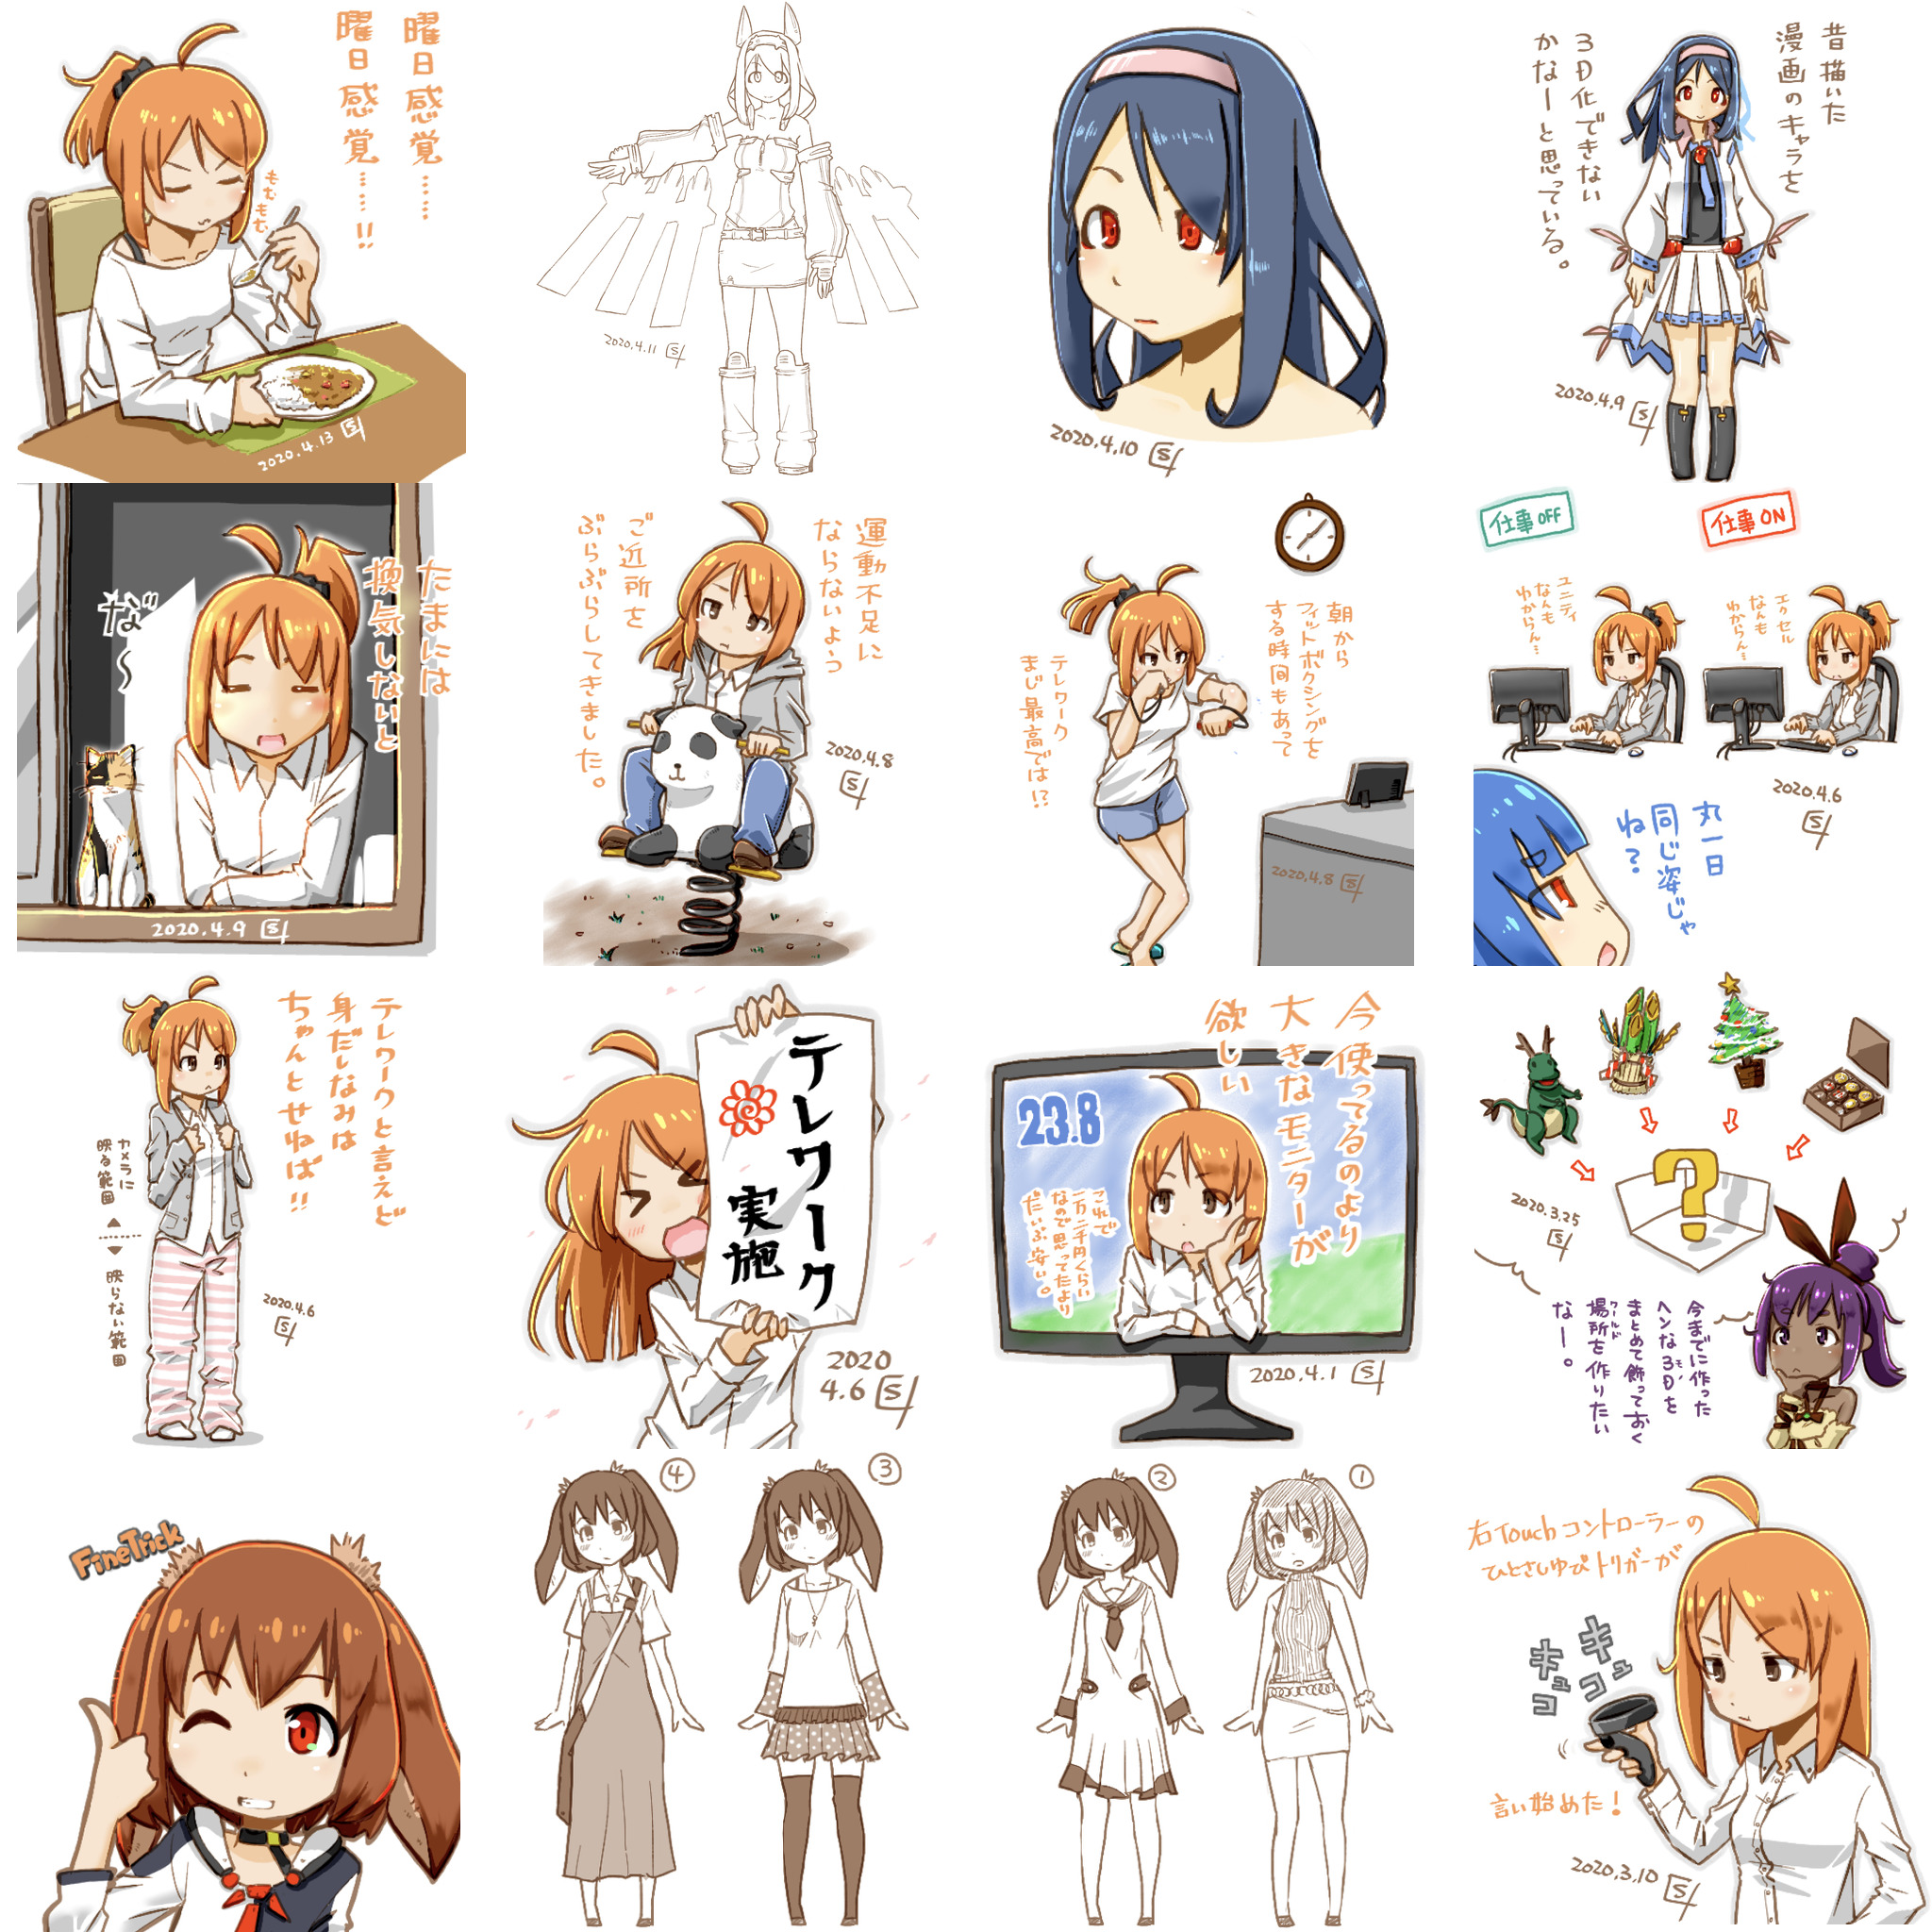 曜日感覚……
曜日感覚……!!
もむもむ
2020.4.13
2020.4.11
2020.4.10
昔描いた
漫画のキャラを
3D化できない
かなーと思っている。
2020.4.9
たまには
換気しないと
な゛〜
2020.4.9
運動不足に
ならないよう
ご近所を
ぶらぶらしてきました。
2020.4.8
朝から
フィットボクシングを
する時間もあって
テレワーク
まじ最高では!?
2020.4.8
仕事OFF
仕事ON
ユニティ
なんも
わからん…
エクセル
なんも
わからん…
2020.4.6
丸一日
同じ姿じゃ
ね?
テレワークと言えど
身だしなみは
ちゃんとせねば!!
カメラに
映る範囲
映らない範囲
2020.4.6
テレワーク
実施
2020
4.6
今使ってるのより
大きなモニターが
欲しい
23.8
これで
一万二千円くらい
なので思ってたより
だいぶ安い。
2020.4.1
?
2020.3.25
今までに作った
ヘンな3Dモノを
まとめて飾っておく
場所を作りたい
ワールド
なー。
FineTrick
④
③
②
①
右Touchコントローラーの
ひとさしゆびトリガーが
キュコ
キュコ
言い始めた!
2020.3.10